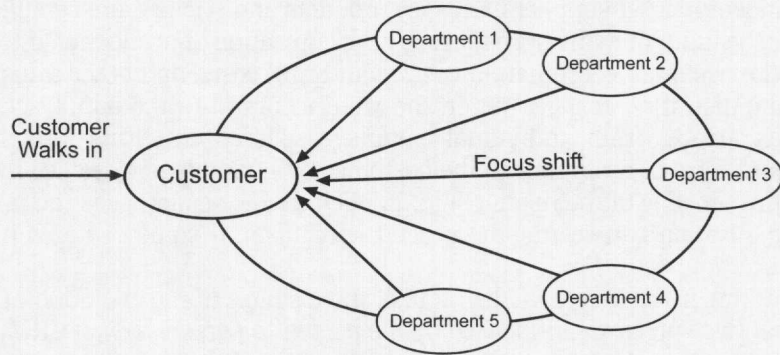 Department 1
Department 2
Customer
Walks in
Customer
Focus shift
Department 3
Department 4
Department 5